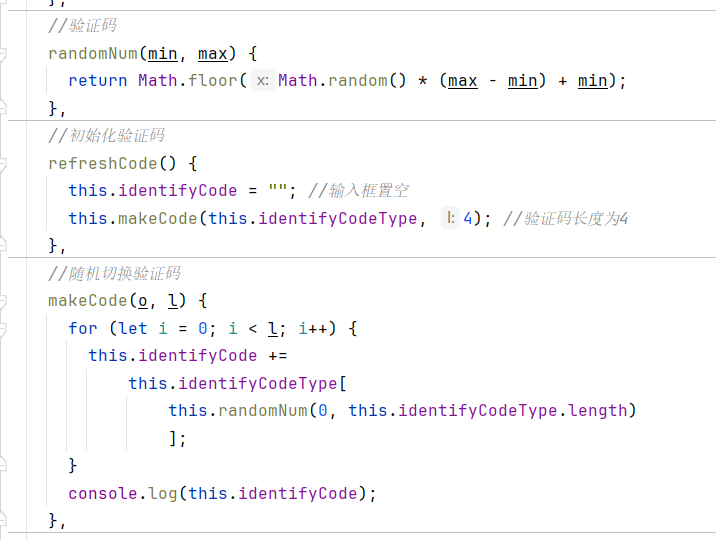 },
//验证码
randomNum(min, max) {
return Math.floor( x: Math.random() * (max - min) + min);
},
//初始化验证码
refreshCode() {
this.identifyCode = ""; //输入框置空
this.makeCode(this.identifyCodeType, l: 4); //验证码长度为4
},
//随机切换验证码
makeCode(o, l) {
for (let i = 0; i < l; i++) {
this.identifyCode +=
this.identifyCodeType[
this.randomNum(0, this.identifyCodeType.length)
];
}
console.log(this.identifyCode);
},